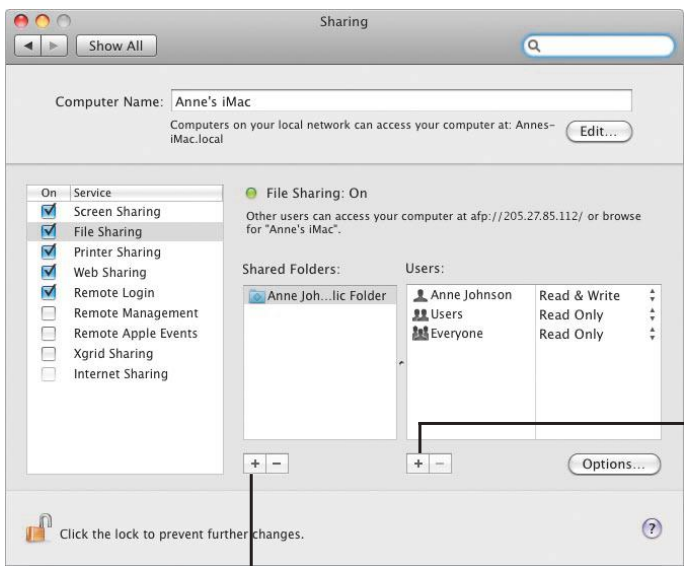 Sharing
Show All
Computer Name: Anne's iMac
Computers on your local network can access your computer at: Annes-
iMac.local
Edit...
On Service
Screen Sharing
File Sharing
Printer Sharing
Web Sharing
Remote Login
Remote Management
Remote Apple Events
Xgrid Sharing
Internet Sharing
File Sharing: On
Other users can access your computer at afp://205.27.85.112/ or browse
for "Anne's iMac".
Shared Folders:
Anne Joh...lic Folder
+ −
Users:
Anne Johnson Read & Write
Users Read Only
Everyone Read Only
+ −
Options...
Click the lock to prevent further changes.
?